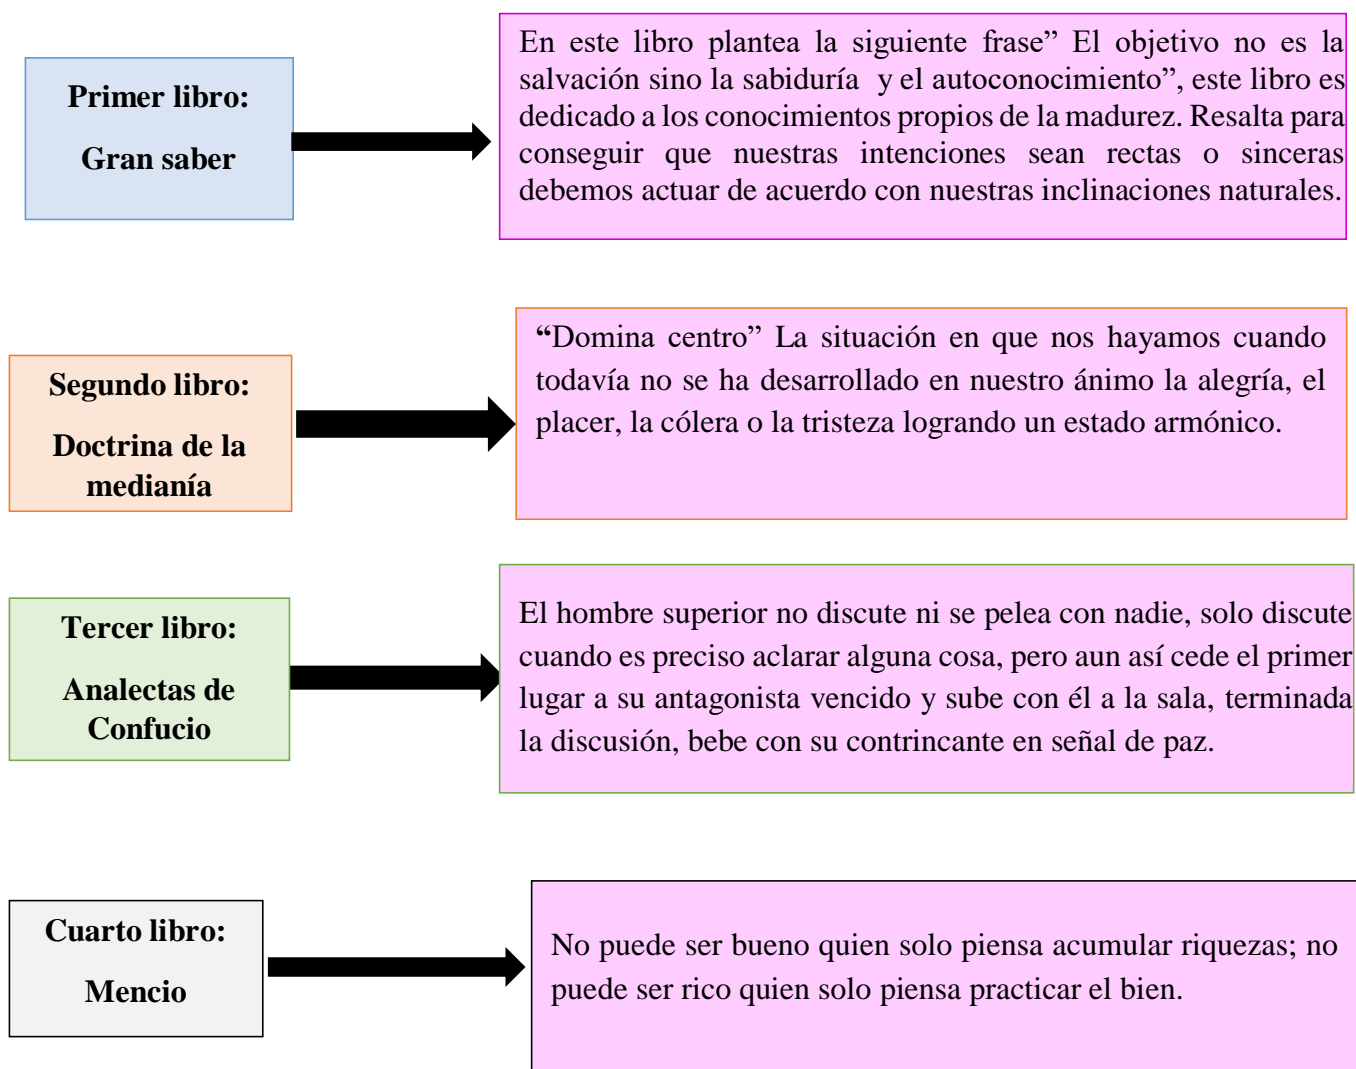 Primer libro:
Gran saber
En este libro plantea la siguiente frase” El objetivo no es la
salvación sino la sabiduría y el autoconocimiento”, este libro es
dedicado a los conocimientos propios de la madurez. Resalta para
conseguir que nuestras intenciones sean rectas o sinceras
debemos actuar de acuerdo con nuestras inclinaciones naturales.
Segundo libro:
Doctrina de la
medianía
“Domina centro” La situación en que nos hayamos cuando
todavía no se ha desarrollado en nuestro ánimo la alegría, el
placer, la cólera o la tristeza logrando un estado armónico.
Tercer libro:
Analectas de
Confucio
El hombre superior no discute ni se pelea con nadie, solo discute
cuando es preciso aclarar alguna cosa, pero aun así cede el primer
lugar a su antagonista vencido y sube con él a la sala, terminada
la discusión, bebe con su contrincante en señal de paz.
Cuarto libro:
Mencio
No puede ser bueno quien solo piensa acumular riquezas; no
puede ser rico quien solo piensa practicar el bien.